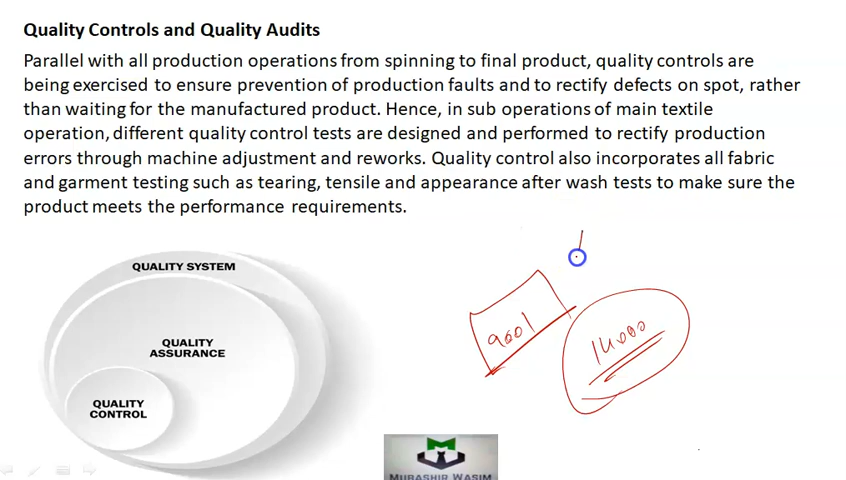 Quality Controls and Quality Audits
Parallel with all production operations from spinning to final product, quality controls are
being exercised to ensure prevention of production faults and to rectify defects on spot, rather
than waiting for the manufactured product. Hence, in sub operations of main textile
operation, different quality control tests are designed and performed to rectify production
errors through machine adjustment and reworks. Quality control also incorporates all fabric
and garment testing such as tearing, tensile and appearance after wash tests to make sure the
product meets the performance requirements.
QUALITY SYSTEM
QUALITY
ASSURANCE
QUALITY
CONTROL
9001
14000
MUBASHIR WASIM